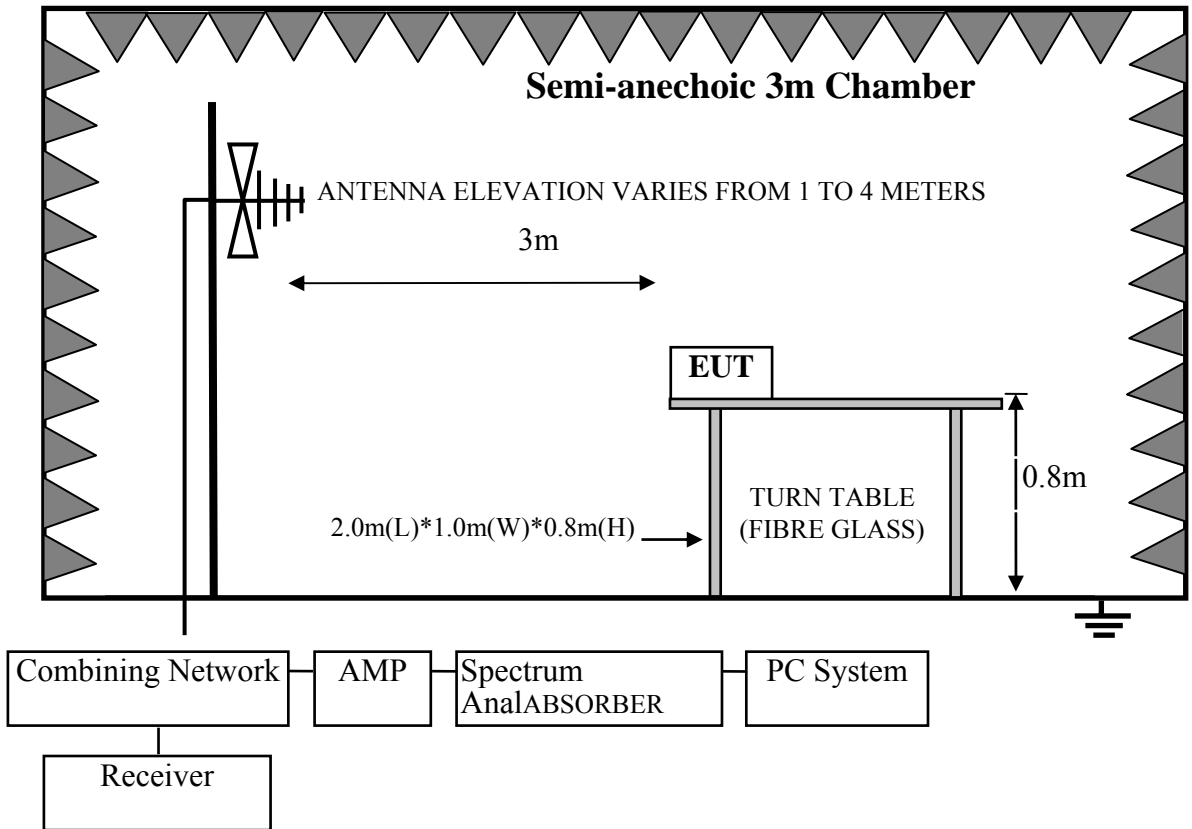 Semi-anechoic 3m Chamber
ANTENNA ELEVATION VARIES FROM 1 TO 4 METERS
3m
EUT
0.8m
TURN TABLE
(FIBRE GLASS)
2.0m(L)*1.0m(W)*0.8m(H)
Combining Network
AMP
Spectrum
AnalABSORBER
PC System
Receiver